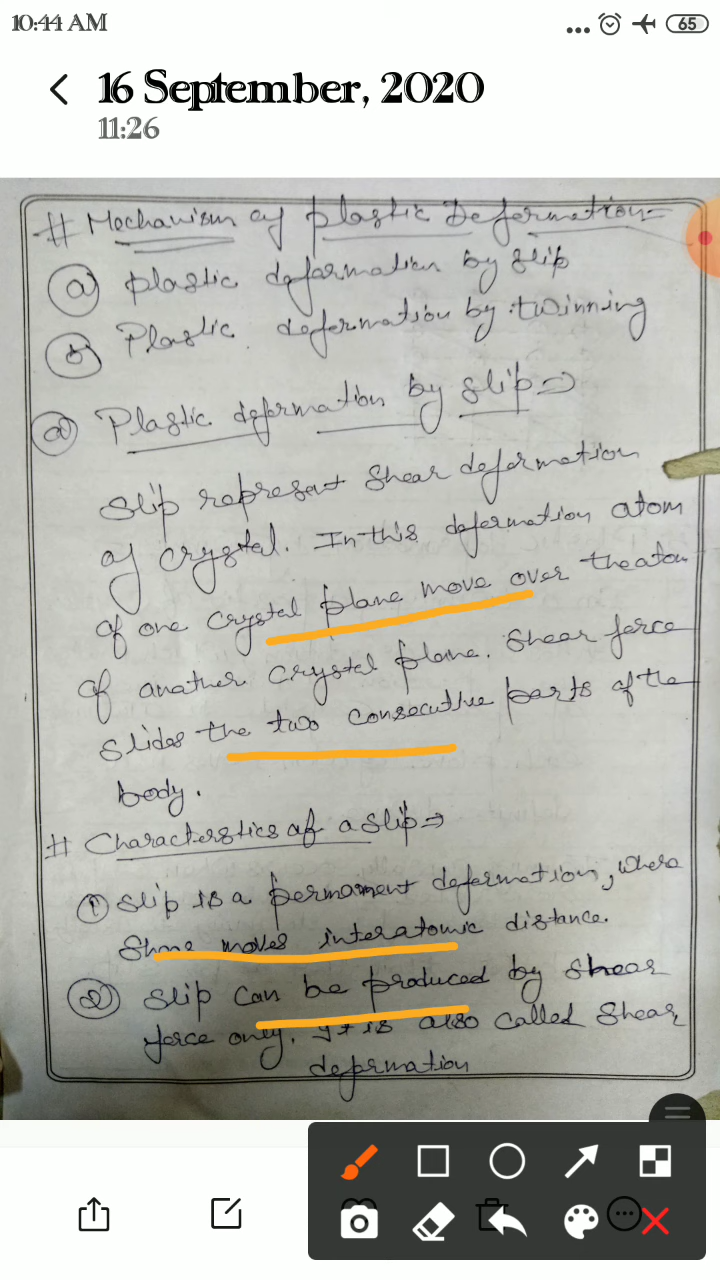 10:44 AM
65
16 September, 2020
11:26
# Mechanism of plastic Deformation=
(a) plastic deformation by slip
(b) Plastic deformation by twinning
(a) Plastic deformation by slip ⇒
Slip represent Shear deformation
of crystal. In this deformation atom
of one crystal plane move over the atom
of another crystal plane. Shear force
slides the two consecutive parts of the
body.
# Characterstics of a slip ⇒
(1) Slip is a permanent deformation, where
moves interatomic distance.
(2) Slip can be produced by shear
force only. It is also called Shear
deformation